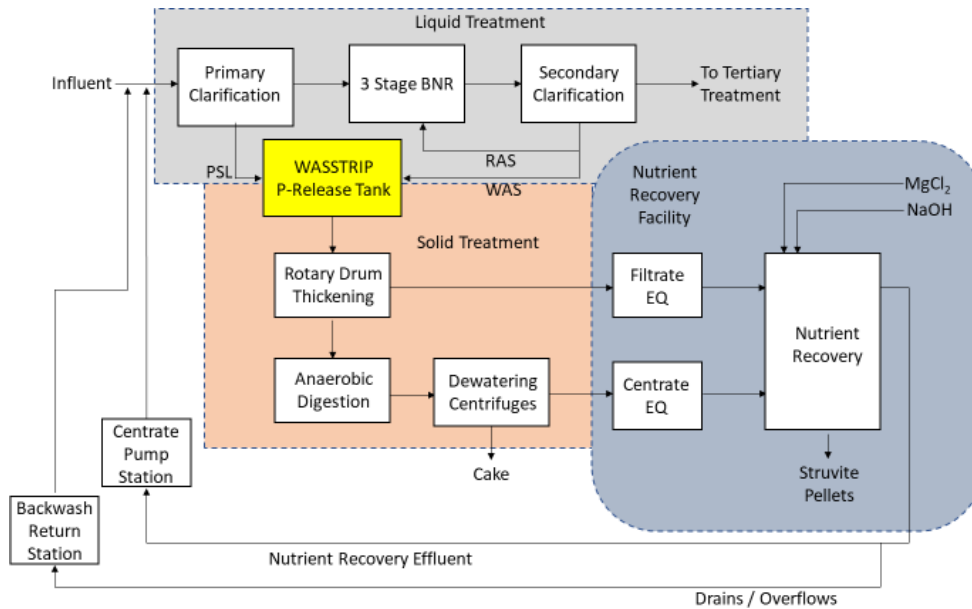 Liquid Treatment
Influent
Primary
Clarification
3 Stage BNR
Secondary
Clarification
To Tertiary
Treatment
PSL
WASSTRIP
P-Release Tank
RAS
WAS
Nutrient
Recovery
Facility
MgCl₂
NaOH
Solid Treatment
Rotary Drum
Thickening
Filtrate
EQ
Nutrient
Recovery
Anaerobic
Digestion
Dewatering
Centrifuges
Centrate
EQ
Centrate
Pump
Station
Cake
Struvite
Pellets
Backwash
Return
Station
Nutrient Recovery Effluent
Drains / Overflows